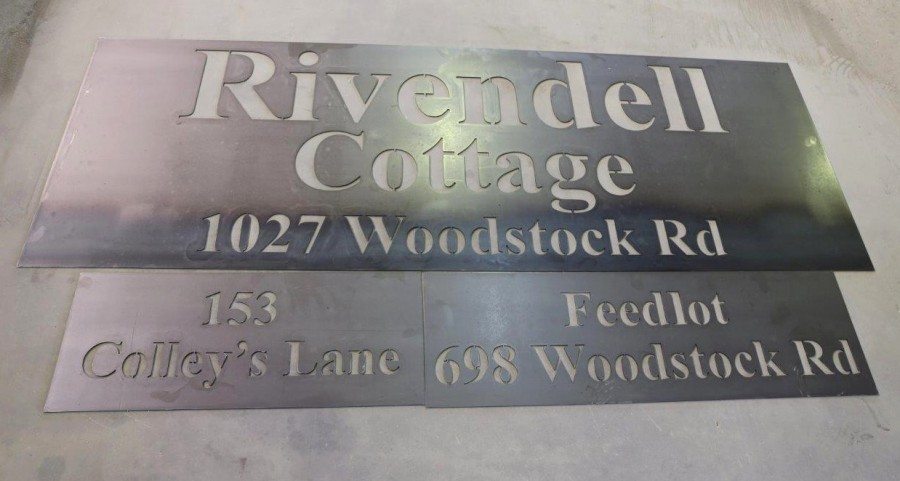 Rivendell
Cottage
1027 Woodstock Rd
153
Colley's Lane
Feedlot
698 Woodstock Rd